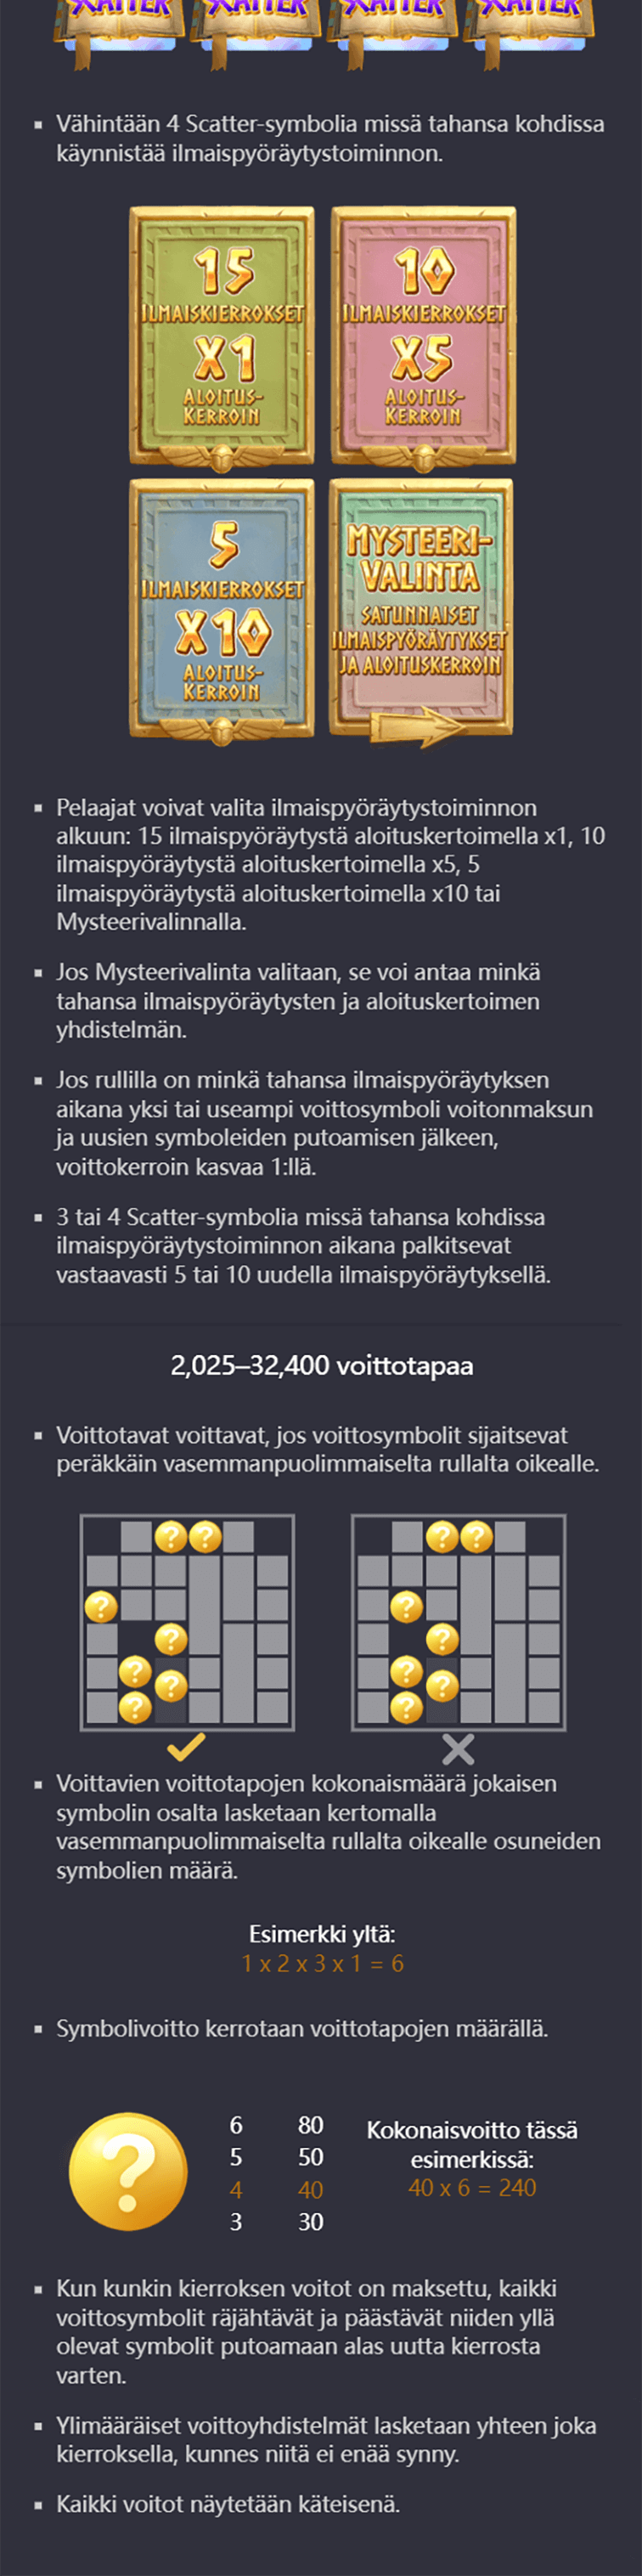 ▪ Vähintään 4 Scatter-symbolia missä tahansa kohdissa
käynnistää ilmaispyöräytystoiminnon.
15 10
ILMAISKIERROKSET ILMAISKIERROKSET
X1 X5
ALOITUS- ALOITUS-
KERROIN KERROIN
5 MYSTEERI-
ILMAISKIERROKSET VALINTA
X10 SATUNNAISET
ALOITUS- ILMAISPYÖRÄYTYKSET
KERROIN JA ALOITUSKERROIN
▪ Pelaajat voivat valita ilmaispyöräytystoiminnon
alkuun: 15 ilmaispyöräytystä aloituskertoimella x1, 10
ilmaispyöräytystä aloituskertoimella x5, 5
ilmaispyöräytystä aloituskertoimella x10 tai
Mysteerivalinnalla.
▪ Jos Mysteerivalinta valitaan, se voi antaa minkä
tahansa ilmaispyöräytysten ja aloituskertoimen
yhdistelmän.
▪ Jos rullilla on minkä tahansa ilmaispyöräytyksen
aikana yksi tai useampi voittosymboli voitonmaksun
ja uusien symboleiden putoamisen jälkeen,
voittokerroin kasvaa 1:llä.
▪ 3 tai 4 Scatter-symbolia missä tahansa kohdissa
ilmaispyöräytystoiminnon aikana palkitsevat
vastaavasti 5 tai 10 uudella ilmaispyöräytyksellä.
2,025–32,400 voittotapaa
▪ Voittotavat voittavat, jos voittosymbolit sijaitsevat
peräkkäin vasemmanpuolimmaiselta rullalta oikealle.
? ? ? ?
? ?
? ?
? ? ? ?
? ?
▪ Voittavien voittotapojen kokonaismäärä jokaisen
symbolin osalta lasketaan kertomalla
vasemmanpuolimmaiselta rullalta oikealle osuneiden
symbolien määrä.
Esimerkki yltä:
1 x 2 x 3 x 1 = 6
▪ Symbolivoitto kerrotaan voittotapojen määrällä.
?
6 80
5 50
4 40
3 30
Kokonaisvoitto tässä
esimerkissä:
40 x 6 = 240
▪ Kun kunkin kierroksen voitot on maksettu, kaikki
voittosymbolit räjähtävät ja päästävät niiden yllä
olevat symbolit putoamaan alas uutta kierrosta
varten.
▪ Ylimääräiset voittoyhdistelmät lasketaan yhteen joka
kierroksella, kunnes niitä ei enää synny.
▪ Kaikki voitot näytetään käteisenä.